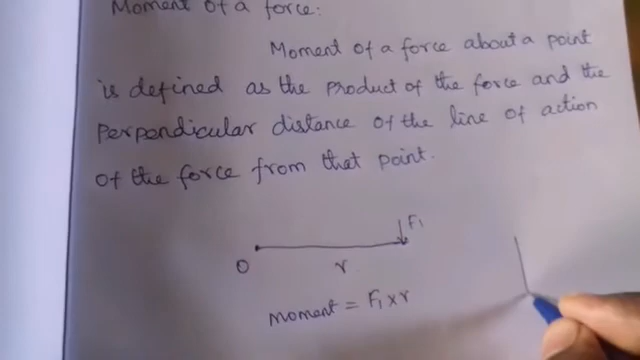 Moment of a force:
Moment of a force about a point
is defined as the product of the force and the
perpendicular distance of the line of action
of the force from that point.
F₁
O
r
Moment = F₁ x r